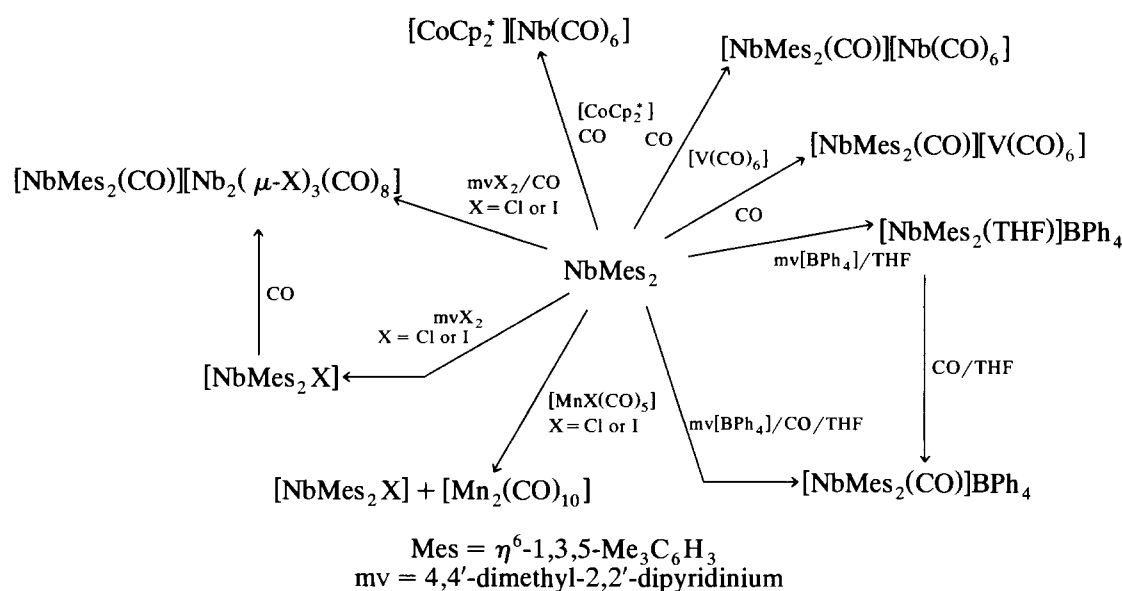 [CoCp₂*][Nb(CO)₆]
[NbMes₂(CO)][Nb(CO)₆]
[CoCp₂*]
CO
CO
[V(CO)₆]
[NbMes₂(CO)][V(CO)₆]
CO
[NbMes₂(CO)][Nb₂(μ-X)₃(CO)₈]
mvX₂/CO
X = Cl or I
[NbMes₂(THF)]BPh₄
mv[BPh₄]/THF
NbMes₂
CO
mvX₂
X = Cl or I
[NbMes₂X]
CO/THF
[MnX(CO)₅]
X = Cl or I
mv[BPh₄]/CO/THF
[NbMes₂X] + [Mn₂(CO)₁₀]
[NbMes₂(CO)]BPh₄
Mes = η⁶-1,3,5-Me₃C₆H₃
mv = 4,4′-dimethyl-2,2′-dipyridinium